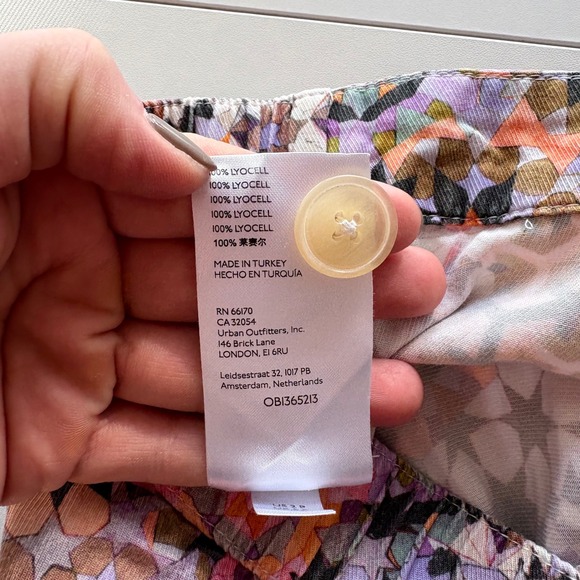 100% LYOCELL
100% LYOCELL
100% LYOCELL
100% LYOCELL
100% LYOCELL
100% 莱赛尔
MADE IN TURKEY
HECHO EN TURQUÍA
RN 66170
CA 32054
Urban Outfitters, Inc.
146 Brick Lane
LONDON, E1 6RU
Leidsestraat 32, 1017 PB
Amsterdam, Netherlands
OB1365213